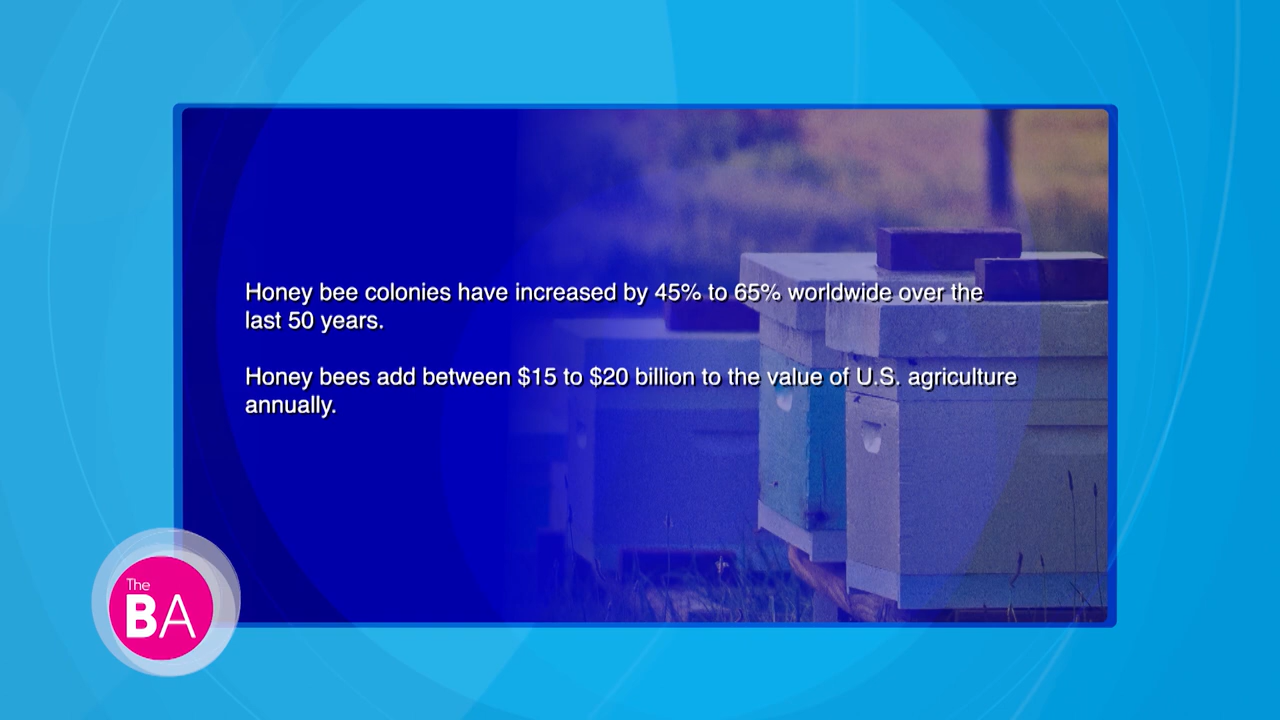 Honey bee colonies have increased by 45% to 65% worldwide over the
last 50 years.
Honey bees add between $15 to $20 billion to the value of U.S. agriculture
annually.
The
BA